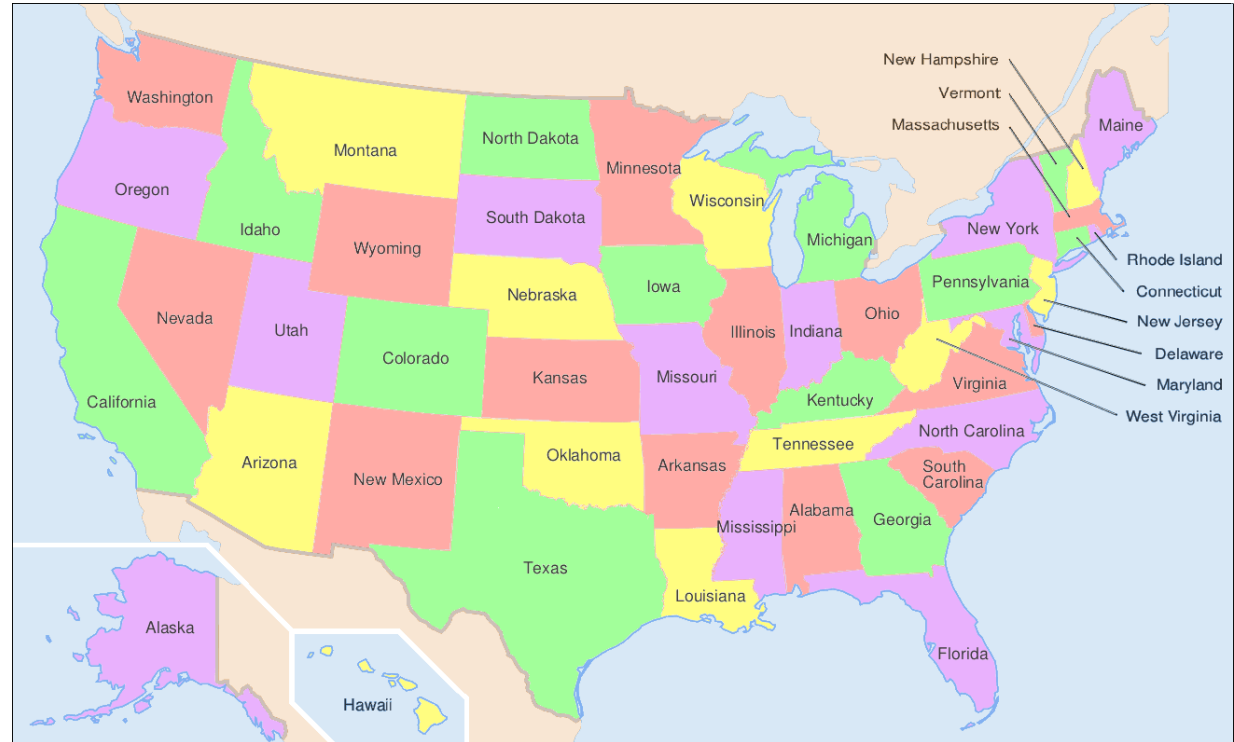 New Hampshire
Vermont
Massachusetts
Washington
Maine
North Dakota
Montana
Minnesota
Oregon
Wisconsin
South Dakota
Idaho
New York
Michigan
Wyoming
Rhode Island
Pennsylvania
Iowa
Connecticut
Nebraska
Ohio
Nevada
New Jersey
Utah
Illinois
Indiana
Colorado
Delaware
Kansas
Missouri
Virginia
Maryland
California
Kentucky
West Virginia
North Carolina
Tennessee
Oklahoma
Arizona
Arkansas
South
Carolina
New Mexico
Alabama
Georgia
Mississippi
Texas
Louisiana
Alaska
Florida
Hawaii